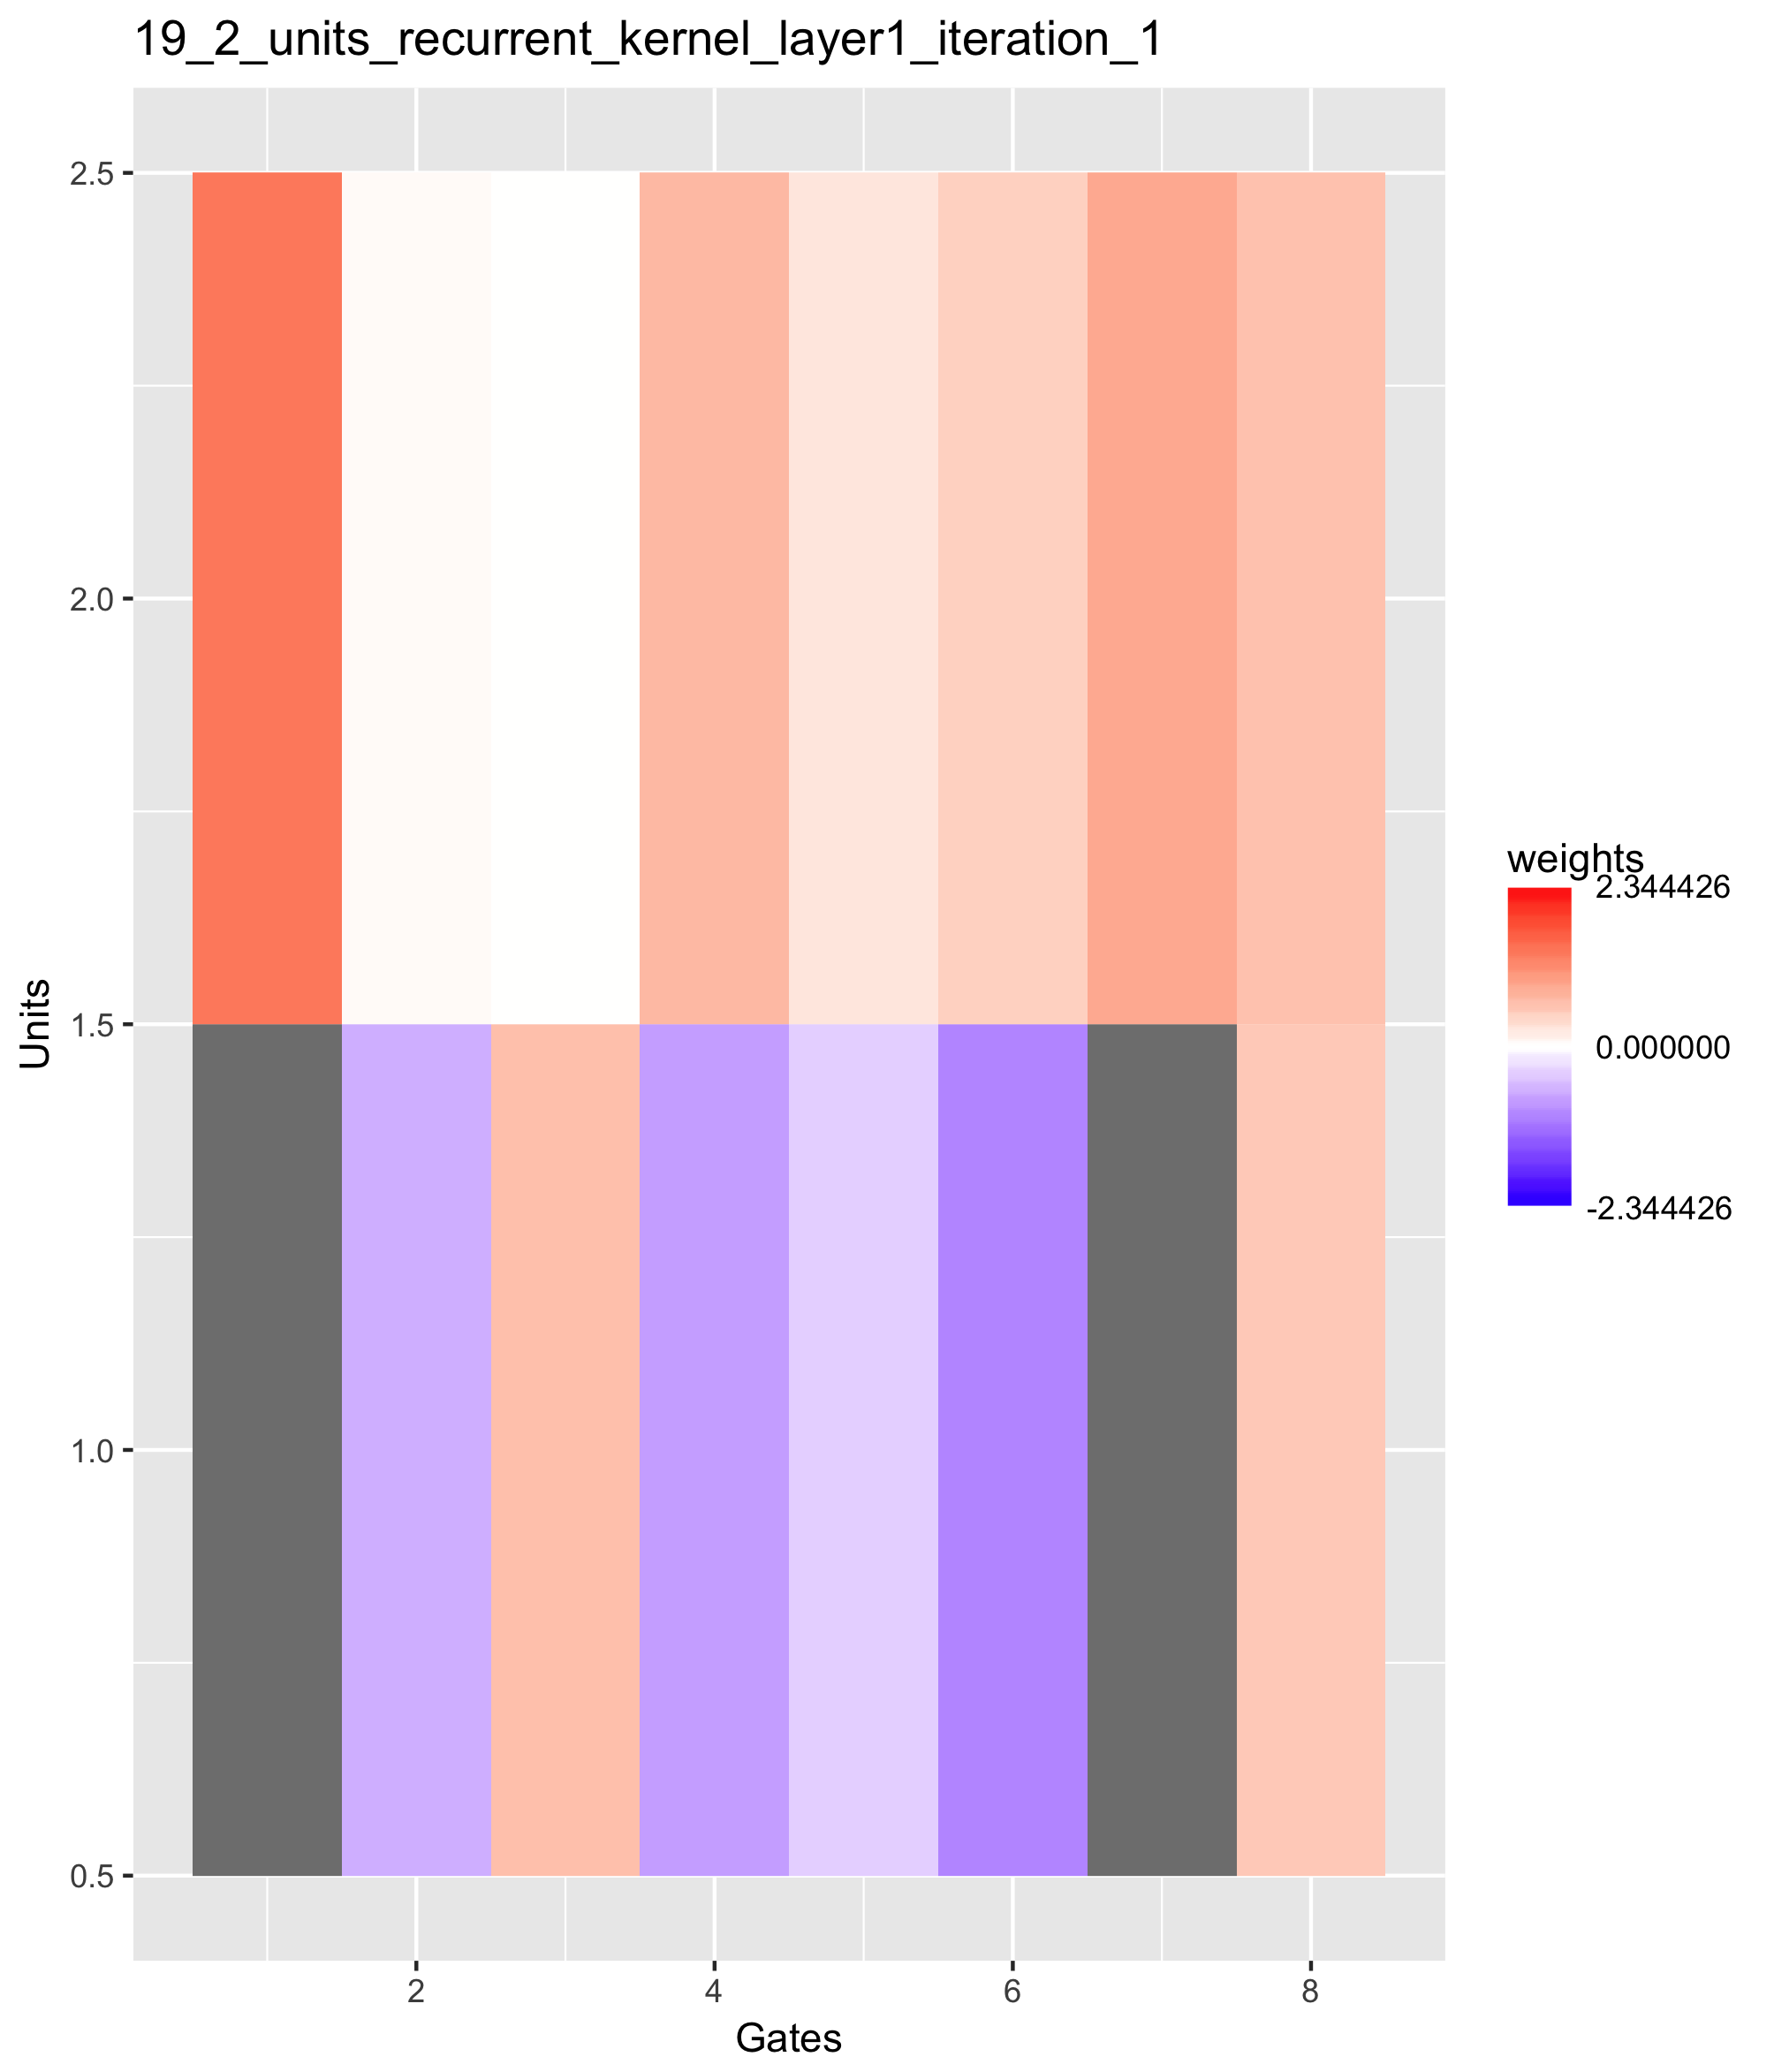 19_2_units_recurrent_kernel_layer1_iteration_1
2.5
2.0
1.5
1.0
0.5
Units
2 4 6 8
Gates
weights
2.344426
0.000000
-2.344426